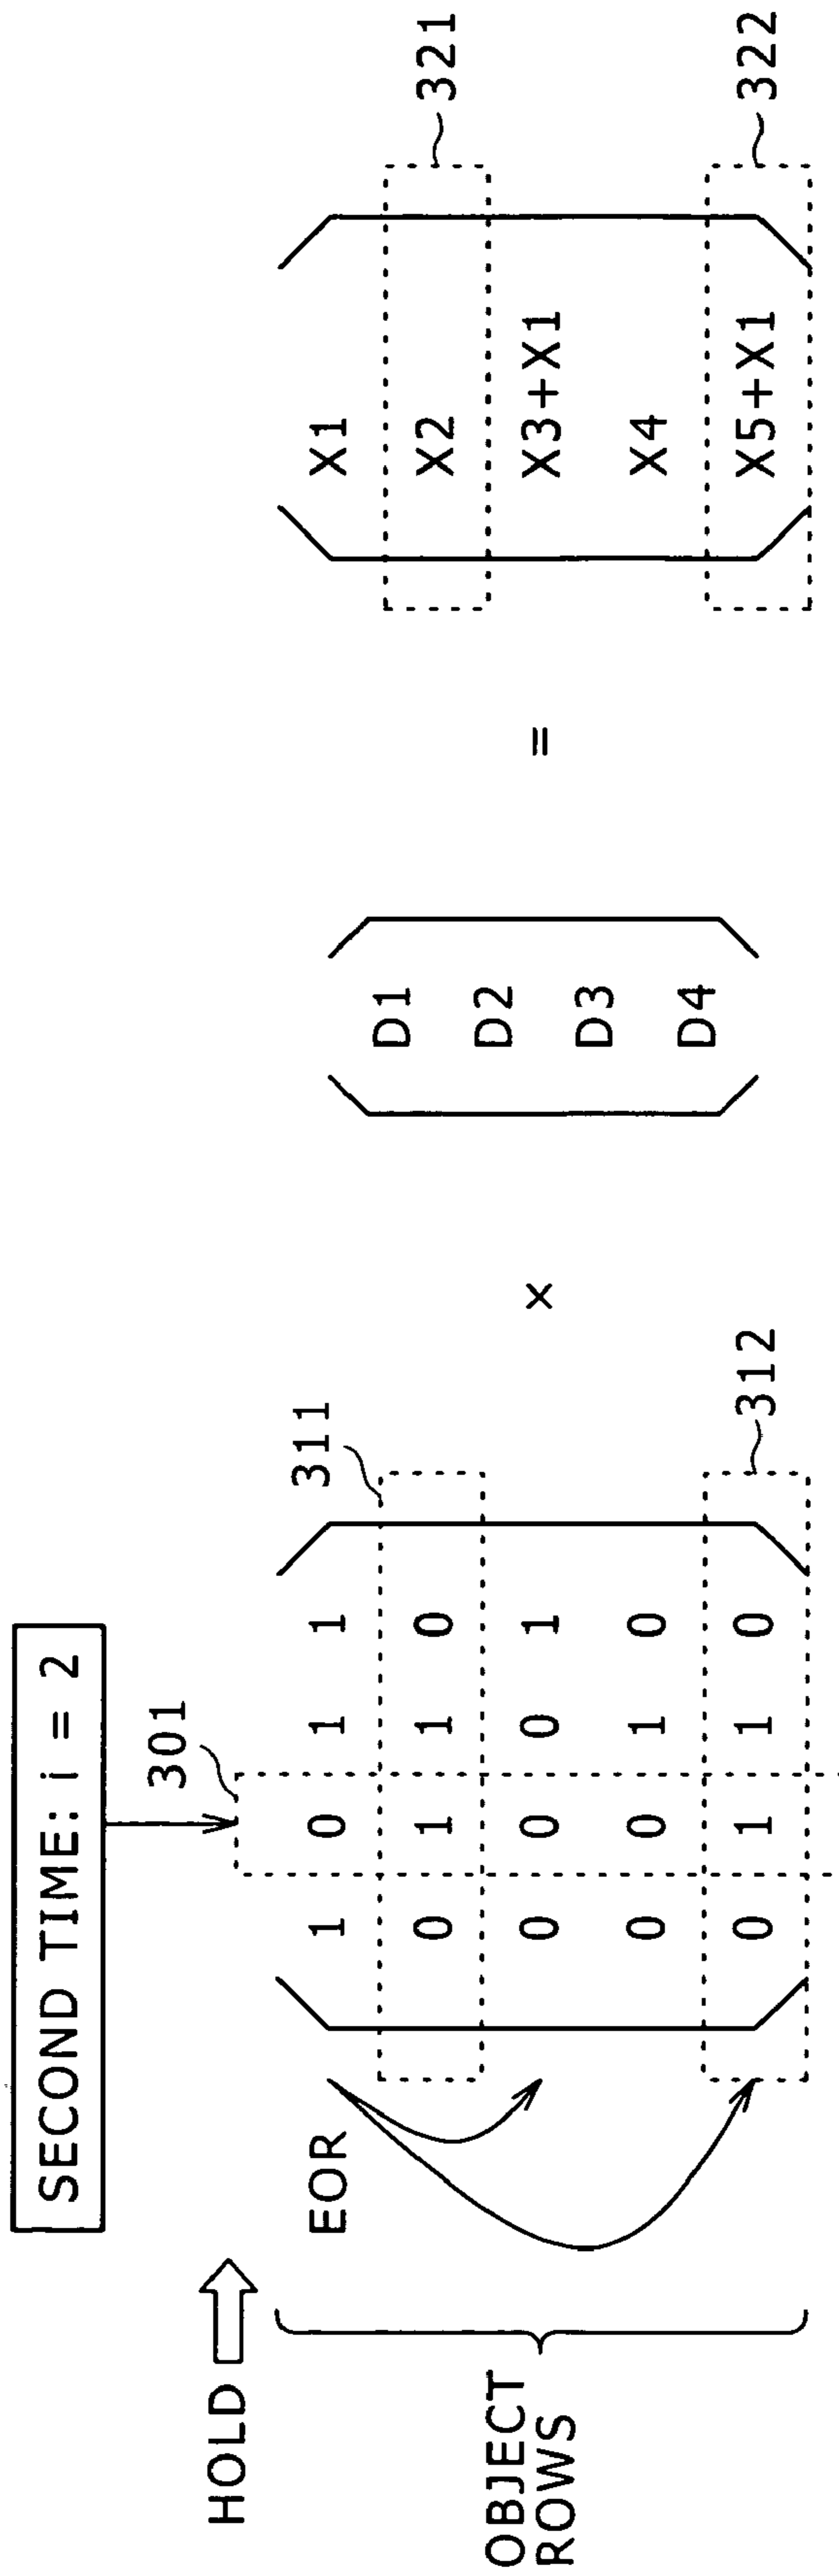 SECOND TIME: i = 2
HOLD
301
311
EOR
OBJECT
ROWS
1 0 1 1
0 1 1 0
0 0 0 1
0 0 1 0
0 1 1 0
312
×
D1
D2
D3
D4
=
X1
X2
X3+X1
X4
X5+X1
321
322